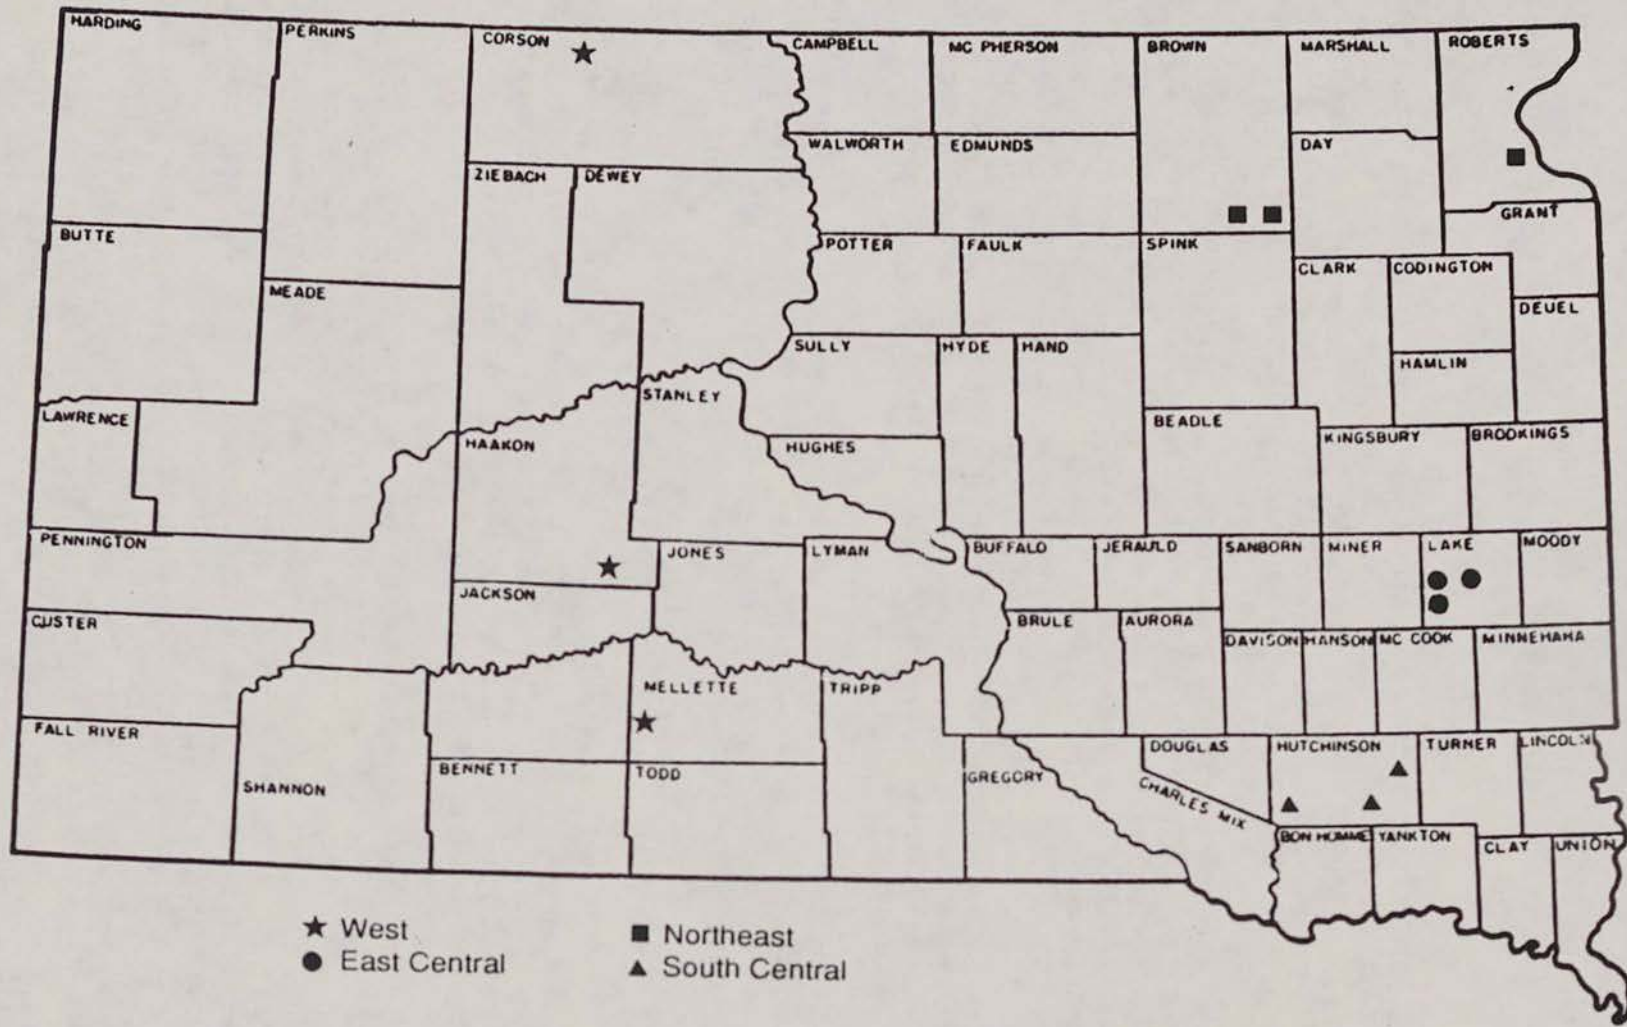 HARDING
PERKINS
CORSON
CAMPBELL
MC PHERSON
BROWN
MARSHALL
ROBERTS
WALWORTH
EDMUNDS
DAY
ZIEBACH
DEWEY
GRANT
BUTTE
POTTER
FAULK
SPINK
CLARK
CODINGTON
MEADE
DEUEL
SULLY
HYDE
HAND
HAMLIN
STANLEY
LAWRENCE
BEADLE
KINGSBURY
BROOKINGS
HAAKON
HUGHES
PENNINGTON
JONES
LYMAN
BUFFALO
JERAULD
SANBORN
MINER
LAKE
MOODY
JACKSON
CUSTER
BRULE
AURORA
DAVISON
HANSON
MC COOK
MINNEHAHA
MELLETTE
TRIPP
FALL RIVER
DOUGLAS
HUTCHINSON
TURNER
LINCOLN
BENNETT
TODD
GREGORY
SHANNON
CHARLES MIX
BON HOMME
YANKTON
CLAY
UNION
★ West
■ Northeast
● East Central
▲ South Central